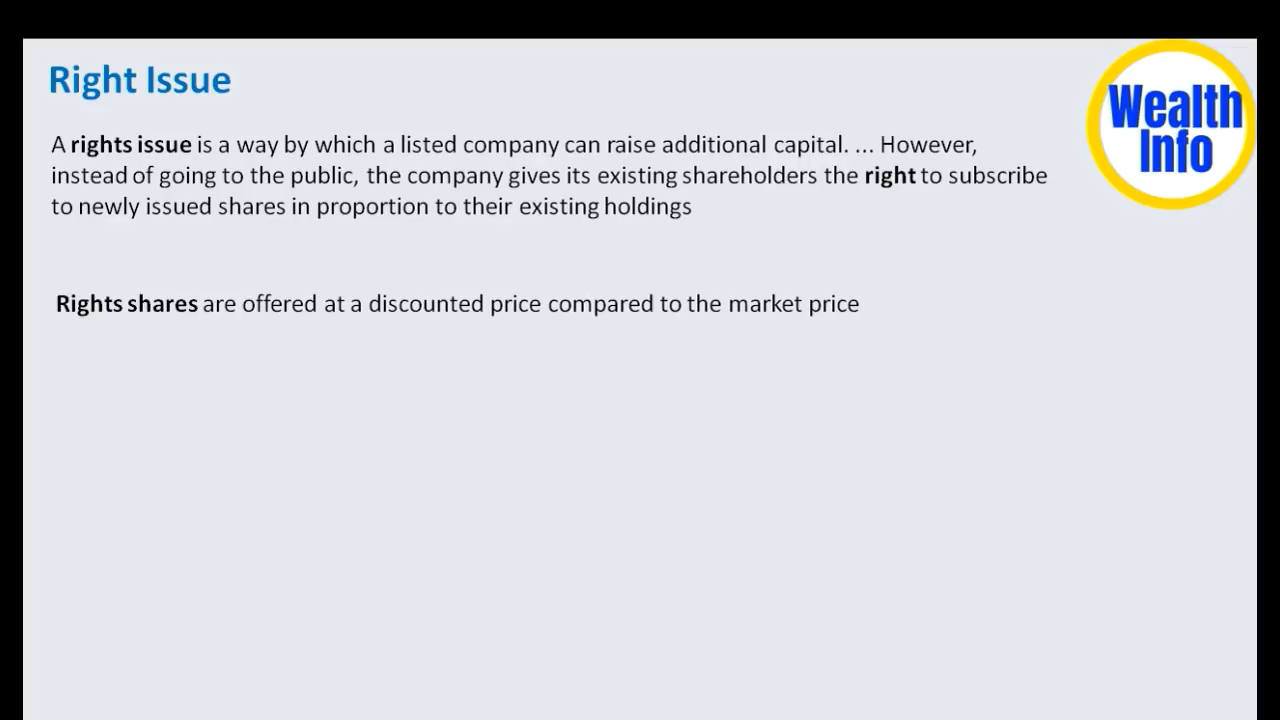 Right Issue
Wealth
Info
A rights issue is a way by which a listed company can raise additional capital. ... However,
instead of going to the public, the company gives its existing shareholders the right to subscribe
to newly issued shares in proportion to their existing holdings
Rights shares are offered at a discounted price compared to the market price